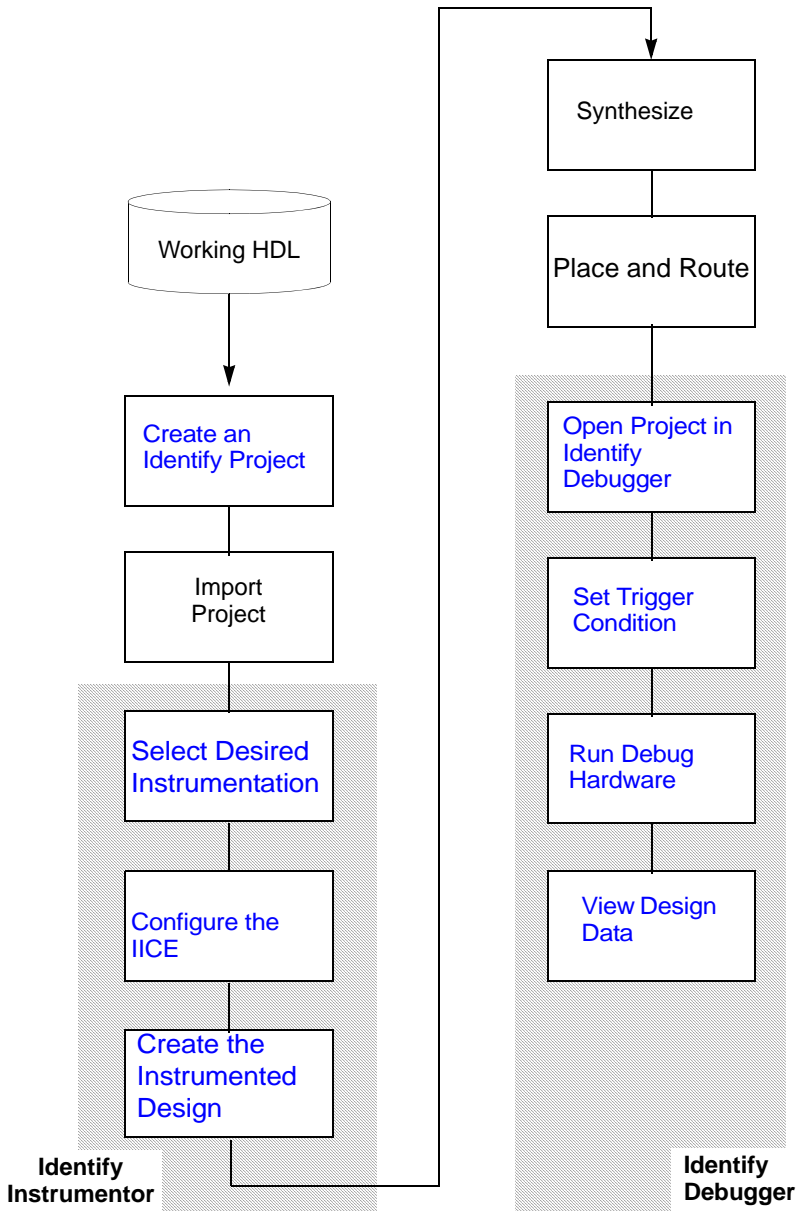 Working HDL
Create an
Identify Project
Import
Project
Select Desired
Instrumentation
Configure the
IICE
Create the
Instrumented
Design
Identify
Instrumentor
Synthesize
Place and Route
Open Project in
Identify
Debugger
Set Trigger
Condition
Run Debug
Hardware
View Design
Data
Identify
Debugger